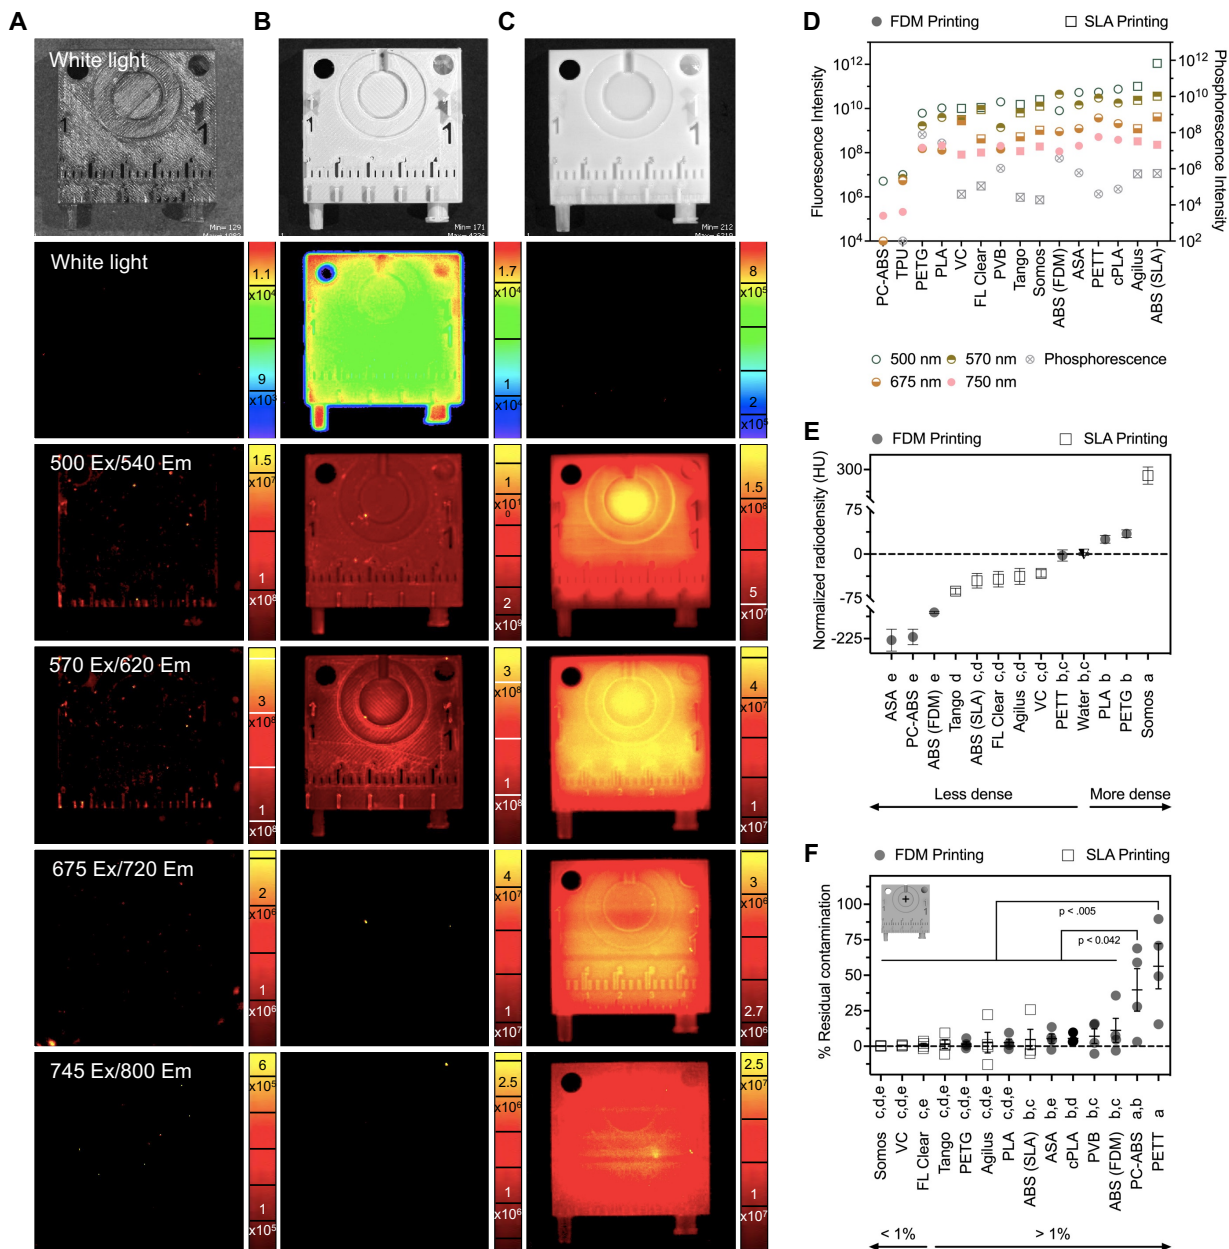 A
B
C
White light
1
1
Min= 129
1
1
Min= 171
Min= 212
White light
1.1
x10⁴
9
x10³
1.7
1
x10⁴
8
x10⁵
2
x10⁵
500 Ex/540 Em
1.5
x10⁷
1
x10⁶
1
x10¹
0
2
x10⁹
1.5
x10⁸
5
x10⁷
570 Ex/620 Em
3
x10⁸
1
x10⁸
3
x10⁸
1
x10⁸
4
x10⁷
1
x10⁷
675 Ex/720 Em
2
x10⁶
1
x10⁶
4
x10⁷
1
x10⁷
3
x10⁶
2.7
x10⁶
745 Ex/800 Em
6
x10⁵
1
x10⁵
2.5
x10⁶
1
x10⁶
2.5
x10⁷
1
x10⁷
D
FDM Printing
SLA Printing
Fluorescence Intensity
10¹²
10¹⁰
10⁸
10⁶
10⁴
Phosphorescence Intensity
10¹²
10¹⁰
10⁸
10⁶
10⁴
10²
PC-ABS
TPU
PETG
PLA
VC
FL Clear
PVB
Tango
Somos
ABS (FDM)
ASA
PETT
cPLA
Agilus
ABS (SLA)
500 nm
570 nm
Phosphorescence
675 nm
750 nm
E
FDM Printing
SLA Printing
Normalized radiodensity (HU)
300
75
0
-75
-225
ASA e
PC-ABS e
ABS (FDM) e
Tango d
ABS (SLA) c,d
FL Clear c,d
Agilus c,d
VC c,d
PETT b,c
Water b,c
PLA b
PETG b
Somos a
Less dense
More dense
F
FDM Printing
SLA Printing
% Residual contamination
100
75
50
25
0
p < .005
p < 0.042
Somos c,d,e
VC c,d,e
FL Clear c,e
Tango c,d,e
PETG c,d,e
Agilus c,d,e
PLA c,d,e
ABS (SLA) b,c
ASA b,e
cPLA b,d
PVB b,c
ABS (FDM) b,c
PC-ABS a,b
PETT a
< 1%
> 1%